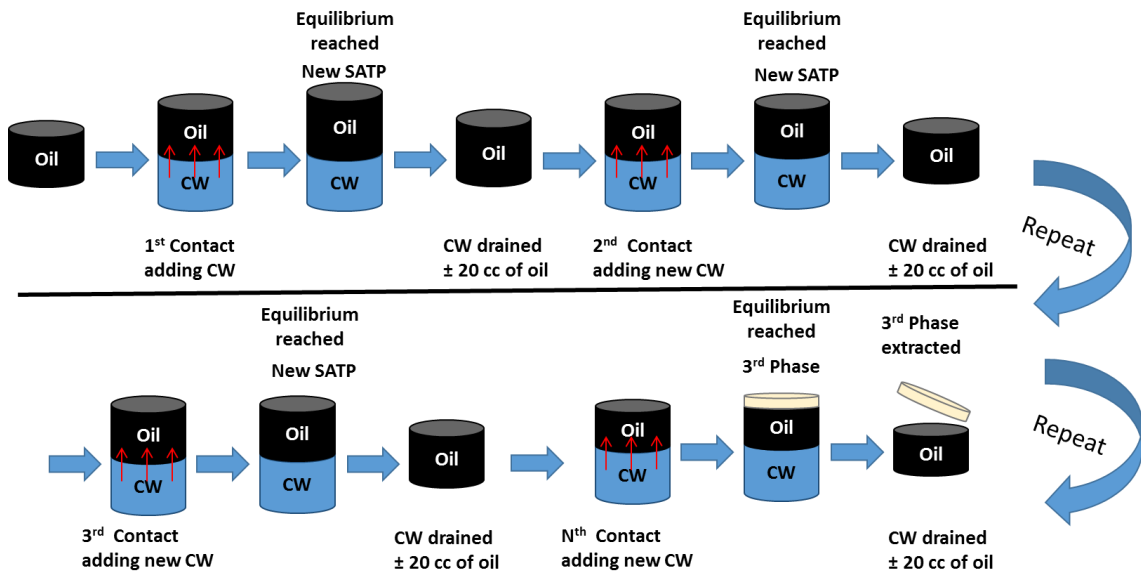 Equilibrium
reached
New SATP
Equilibrium
reached
New SATP
Oil
Oil
CW
Oil
CW
Oil
Oil
CW
Oil
CW
Oil
1st Contact
adding CW
CW drained
± 20 cc of oil
2nd Contact
adding new CW
CW drained
± 20 cc of oil
Repeat
Equilibrium
reached
New SATP
Equilibrium
reached
3rd Phase
3rd Phase
extracted
Oil
CW
Oil
CW
Oil
Oil
CW
Oil
CW
Oil
3rd Contact
adding new CW
CW drained
± 20 cc of oil
Nth Contact
adding new CW
CW drained
± 20 cc of oil
Repeat